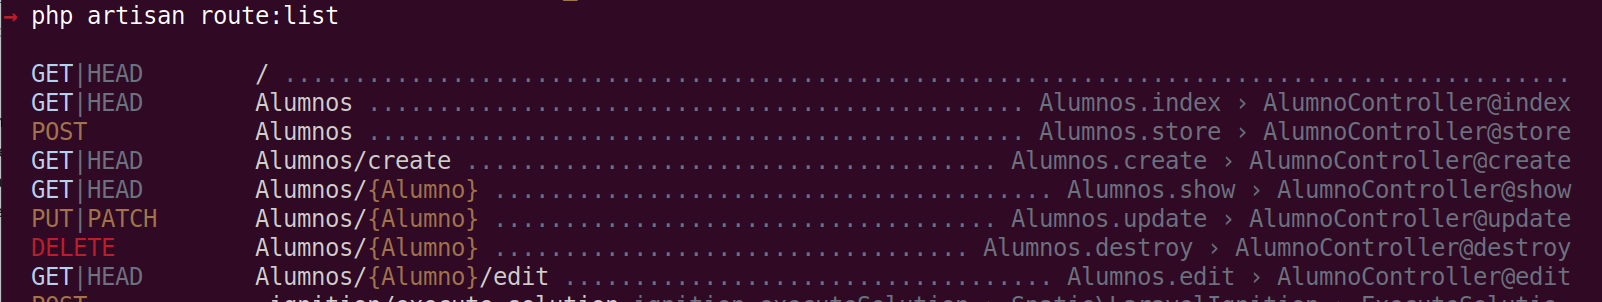 → php artisan route:list
GET|HEAD / ............................................................................................
GET|HEAD Alumnos ............................................... Alumnos.index › AlumnoController@index
POST Alumnos ............................................... Alumnos.store › AlumnoController@store
GET|HEAD Alumnos/create ...................................... Alumnos.create › AlumnoController@create
GET|HEAD Alumnos/{Alumno} ........................................ Alumnos.show › AlumnoController@show
PUT|PATCH Alumnos/{Alumno} .................................... Alumnos.update › AlumnoController@update
DELETE Alumnos/{Alumno} .................................. Alumnos.destroy › AlumnoController@destroy
GET|HEAD Alumnos/{Alumno}/edit ................................... Alumnos.edit › AlumnoController@edit
POST